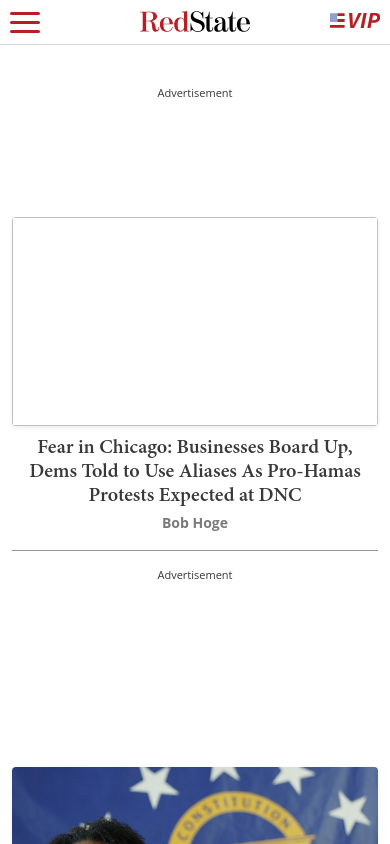 RedState
VIP
Advertisement
Fear in Chicago: Businesses Board Up,
Dems Told to Use Aliases As Pro-Hamas
Protests Expected at DNC
Bob Hoge
Advertisement
CONSTITUTION